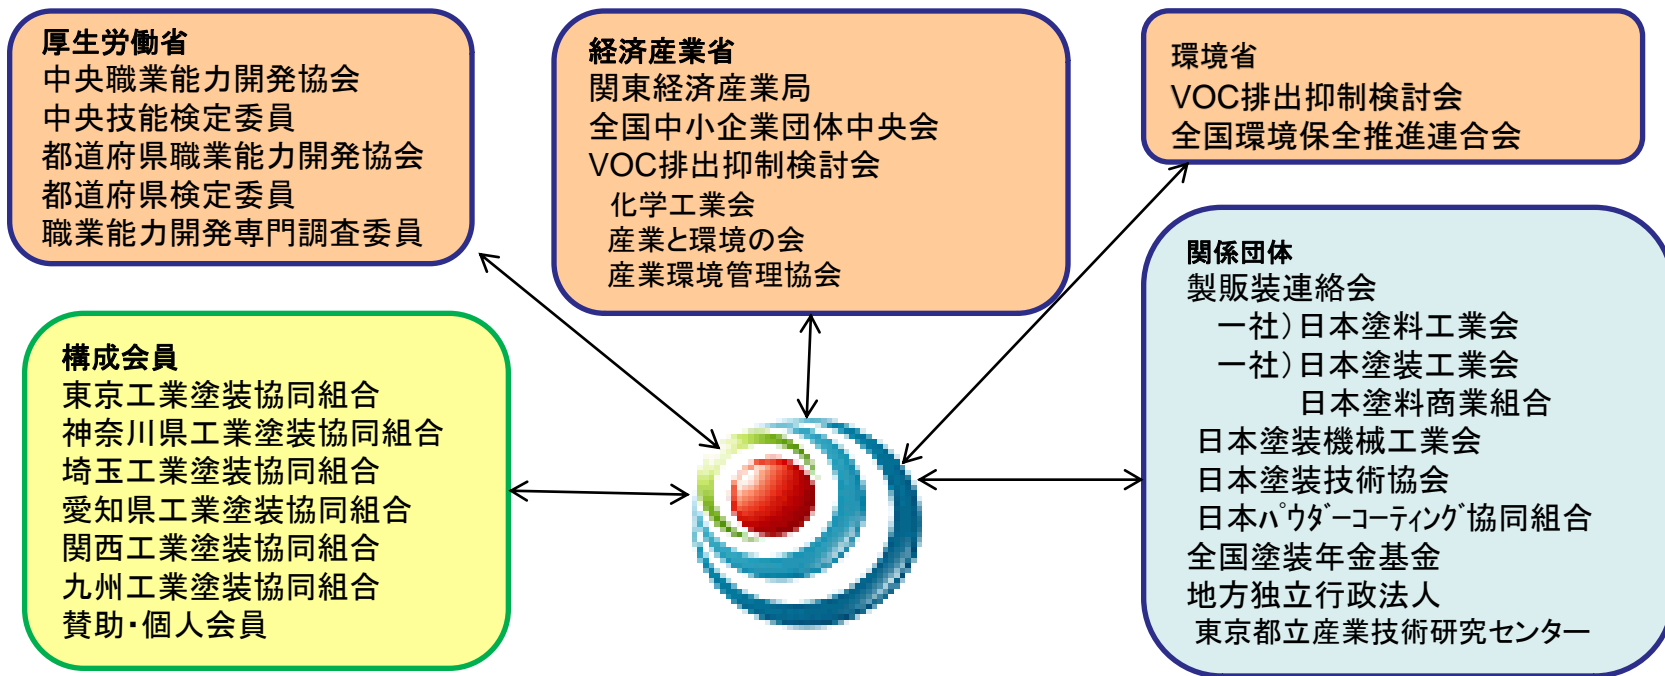 厚生労働省
中央職業能力開発協会
中央技能検定委員
都道府県職業能力開発協会
都道府県検定委員
職業能力開発専門調査委員
経済産業省
関東経済産業局
全国中小企業団体中央会
VOC排出抑制検討会
化学工業会
産業と環境の会
産業環境管理協会
環境省
VOC排出抑制検討会
全国環境保全推進連合会
構成会員
東京工業塗装協同組合
神奈川県工業塗装協同組合
埼玉工業塗装協同組合
愛知県工業塗装協同組合
関西工業塗装協同組合
九州工業塗装協同組合
賛助・個人会員
関係団体
製販装連絡会
一社）日本塗料工業会
一社）日本塗装工業会
日本塗料商業組合
日本塗装機械工業会
日本塗装技術協会
日本ﾊﾟｳﾀﾞｰｺｰﾃｨﾝｸﾞ協同組合
全国塗装年金基金
地方独立行政法人
東京都立産業技術研究センター